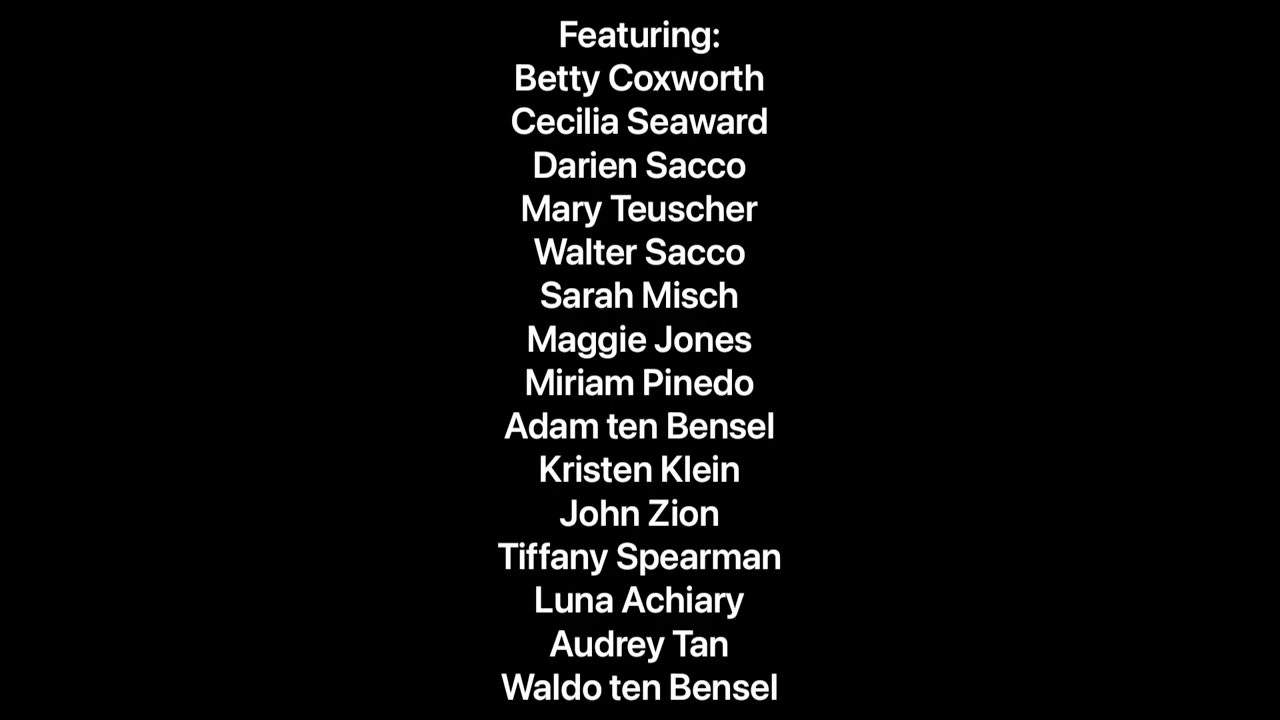 Featuring:
Betty Coxworth
Cecilia Seaward
Darien Sacco
Mary Teuscher
Walter Sacco
Sarah Misch
Maggie Jones
Miriam Pinedo
Adam ten Bensel
Kristen Klein
John Zion
Tiffany Spearman
Luna Achiary
Audrey Tan
Waldo ten Bensel